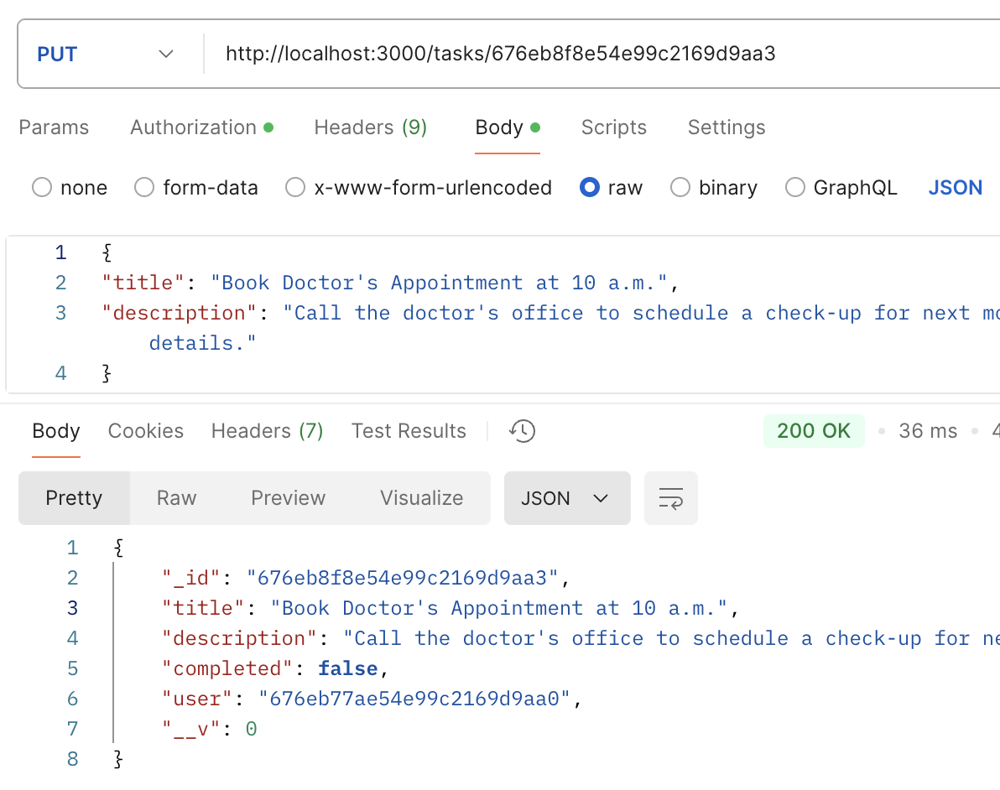 PUT http://localhost:3000/tasks/676eb8f8e54e99c2169d9aa3
Params Authorization Headers (9) Body Scripts Settings
none form-data x-www-form-urlencoded raw binary GraphQL JSON
1 {
2 "title": "Book Doctor's Appointment at 10 a.m.",
3 "description": "Call the doctor's office to schedule a check-up for next
details."
4 }
Body Cookies Headers (7) Test Results 200 OK 36 ms
Pretty Raw Preview Visualize JSON
1 {
2 "_id": "676eb8f8e54e99c2169d9aa3",
3 "title": "Book Doctor's Appointment at 10 a.m.",
4 "description": "Call the doctor's office to schedule a check-up for
5 "completed": false,
6 "user": "676eb77ae54e99c2169d9aa0",
7 "__v": 0
8 }